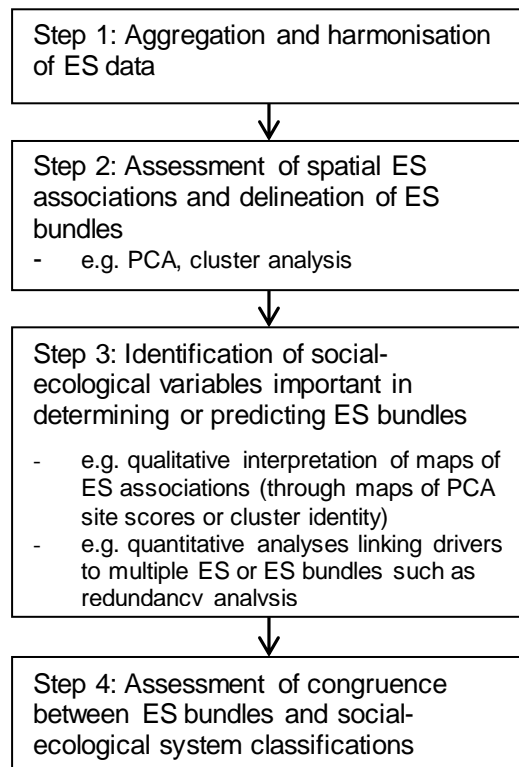 Step 1: Aggregation and harmonisation
of ES data
Step 2: Assessment of spatial ES
associations and delineation of ES
bundles
- e.g. PCA, cluster analysis
Step 3: Identification of social-
ecological variables important in
determining or predicting ES bundles
- e.g. qualitative interpretation of maps of
ES associations (through maps of PCA
site scores or cluster identity)
- e.g. quantitative analyses linking drivers
to multiple ES or ES bundles such as
redundancy analysis
Step 4: Assessment of congruence
between ES bundles and social-
ecological system classifications